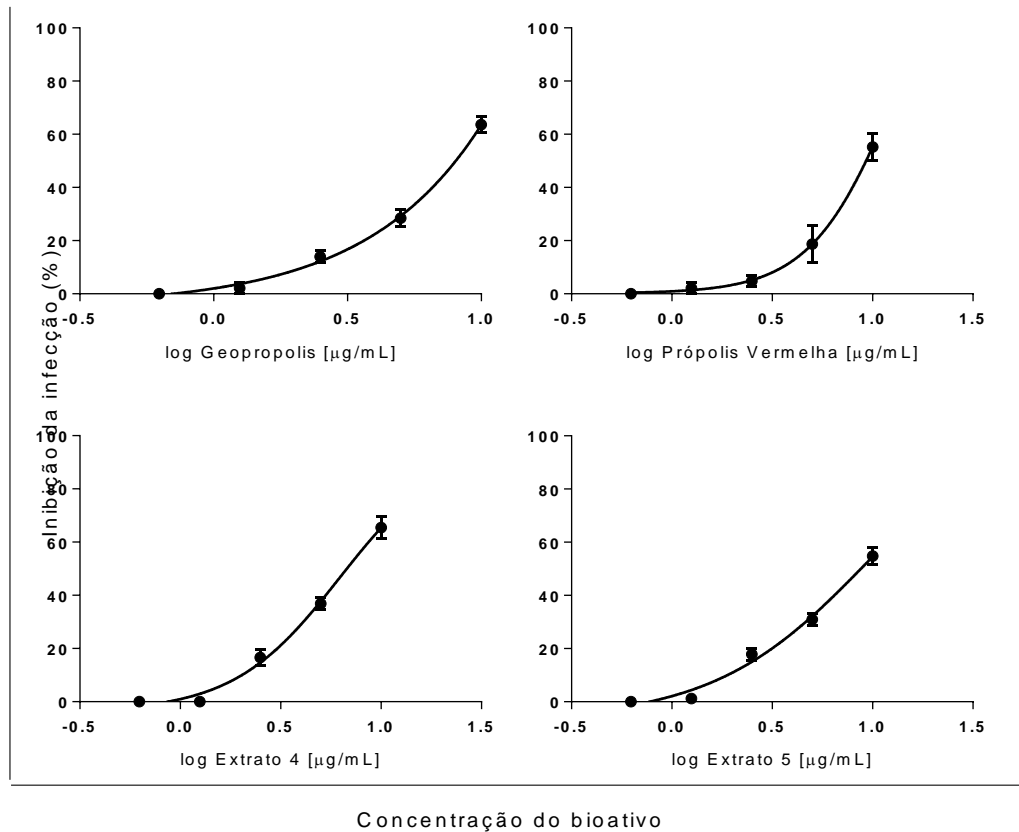 100
80
60
40
20
0
-0.5 0.0 0.5 1.0
log Geopropolis [µg/mL]
100
80
60
40
20
0
-0.5 0.0 0.5 1.0 1.5
log Própolis Vermelha [µg/mL]
Inibição da infecção (%)
100
80
60
40
20
0
-0.5 0.0 0.5 1.0 1.5
log Extrato 4 [µg/mL]
100
80
60
40
20
0
-0.5 0.0 0.5 1.0 1.5
log Extrato 5 [µg/mL]
Concentração do bioativo